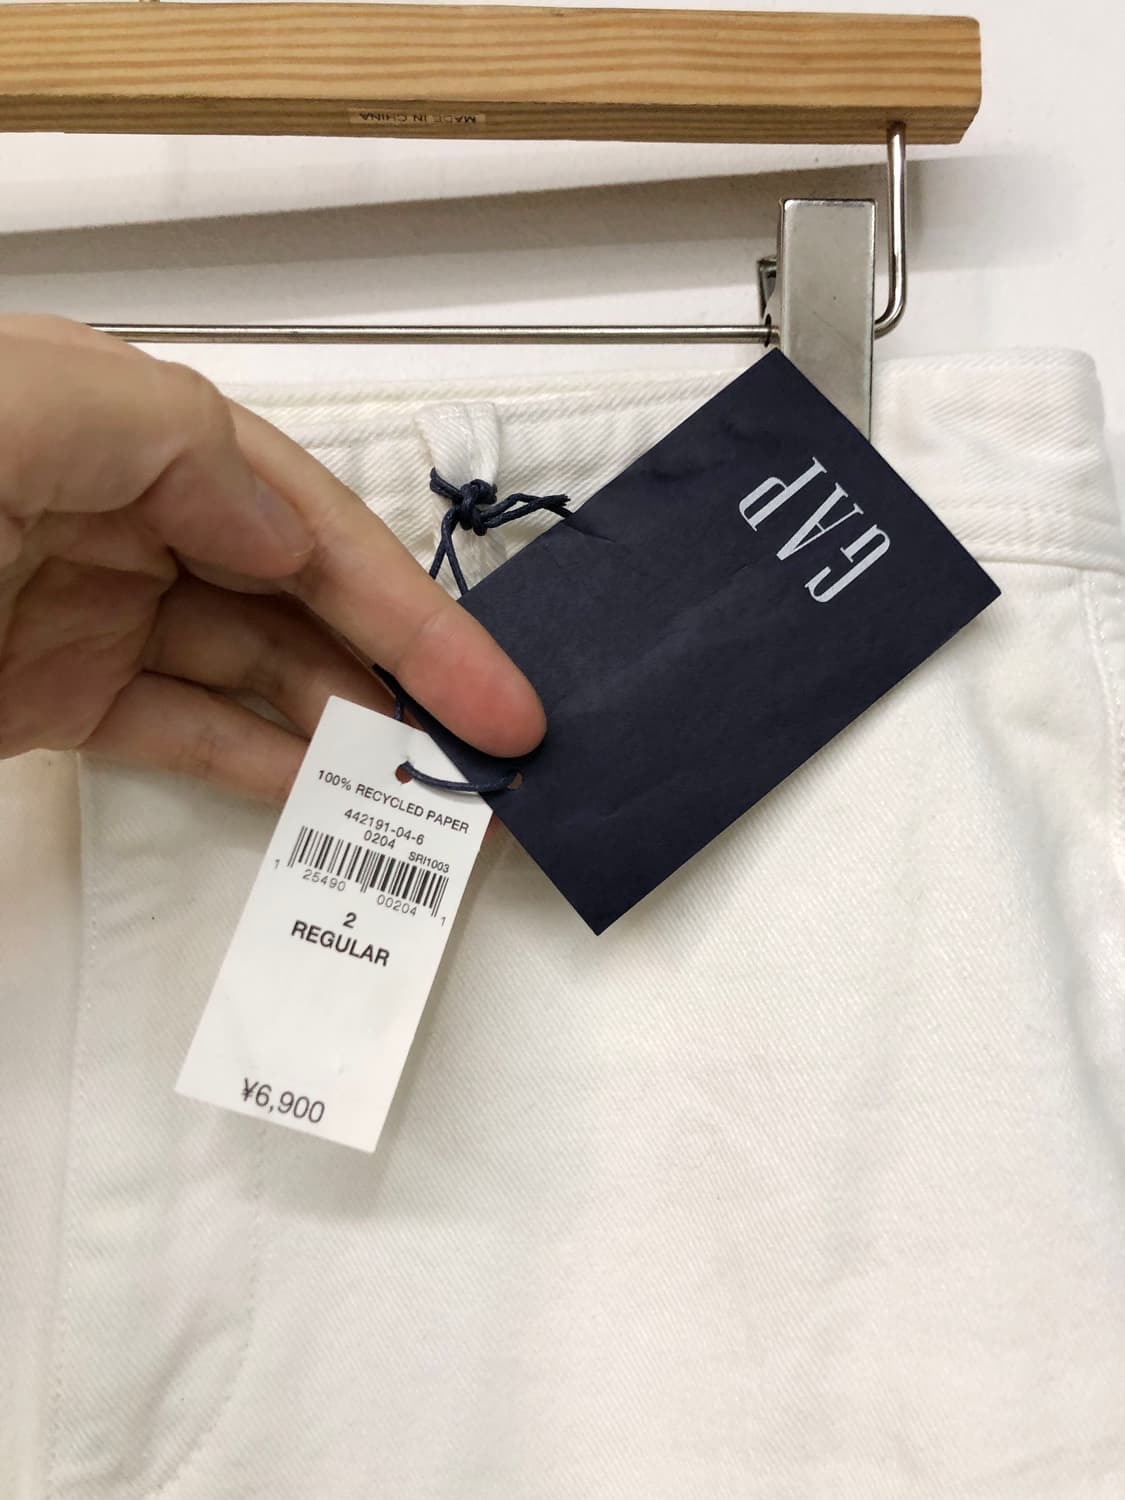 MADE IN CHINA
GAP
100% RECYCLED PAPER
442191-04-6
0204 SRI1003
1 25490 00204 1
2
REGULAR
¥6,900